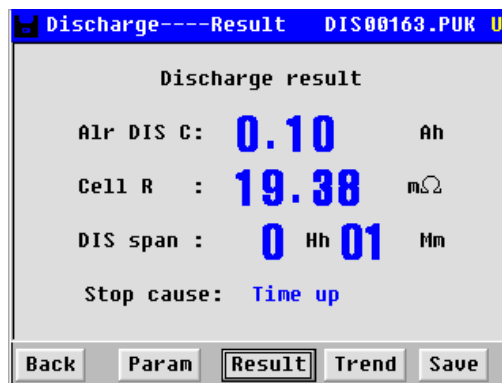 Discharge----Result DIS00163.PUK U
Discharge result
Alr DIS C: 0.10 Ah
Cell R : 19.38 mΩ
DIS span : 0 Hh 01 Mm
Stop cause: Time up
Back Param Result Trend Save